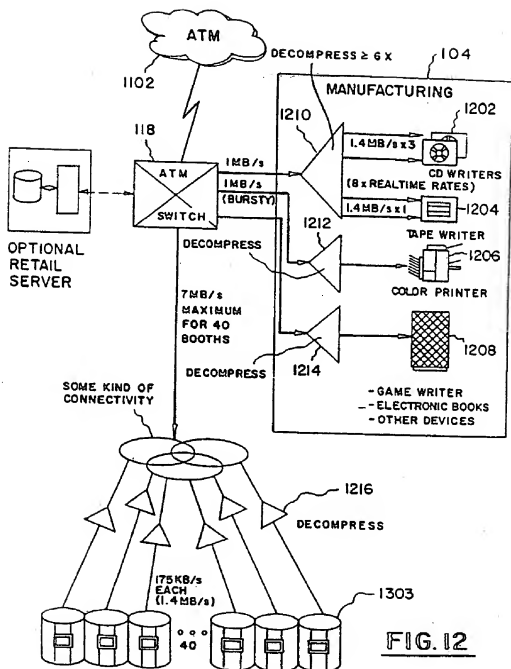 ATM
1102
DECOMPRESS ≥ 6X
104
MANUFACTURING
1210
1202
1.4MB/s x 3
CD WRITERS
(8 x REALTIME RATES)
1.4MB/s x 1
1204
TAPE WRITER
118
ATM
SWITCH
1MB/s
1MB/s
(BURSTY)
OPTIONAL
RETAIL
SERVER
DECOMPRESS
1212
1206
COLOR PRINTER
7MB/s
MAXIMUM
FOR 40
BOOTHS
DECOMPRESS
1214
1208
- GAME WRITER
- ELECTRONIC BOOKS
- OTHER DEVICES
SOME KIND OF
CONNECTIVITY
1216
DECOMPRESS
175KB/s
EACH
(1.4MB/s)
40
1303
FIG. 12